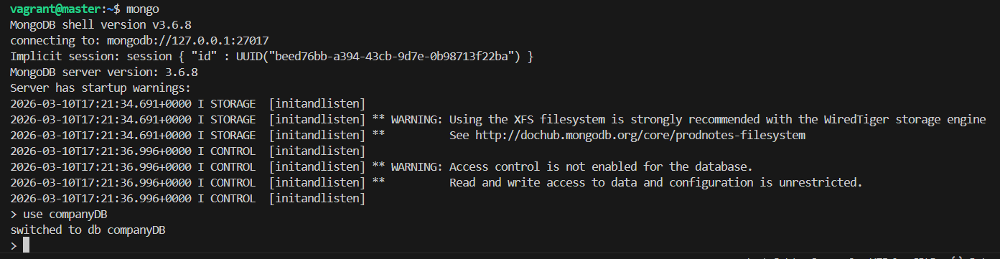 vagrant@master:~$ mongo
MongoDB shell version v3.6.8
connecting to: mongodb://127.0.0.1:27017
Implicit session: session { "id" : UUID("beed76bb-a394-43cb-9d7e-0b98713f22ba") }
MongoDB server version: 3.6.8
Server has startup warnings:
2026-03-10T17:21:34.691+0000 I STORAGE  [initandlisten]
2026-03-10T17:21:34.691+0000 I STORAGE  [initandlisten] ** WARNING: Using the XFS filesystem is strongly recommended with the WiredTiger storage engine
2026-03-10T17:21:34.691+0000 I STORAGE  [initandlisten] **          See http://dochub.mongodb.org/core/prodnotes-filesystem
2026-03-10T17:21:36.996+0000 I CONTROL  [initandlisten]
2026-03-10T17:21:36.996+0000 I CONTROL  [initandlisten] ** WARNING: Access control is not enabled for the database.
2026-03-10T17:21:36.996+0000 I CONTROL  [initandlisten] **          Read and write access to data and configuration is unrestricted.
2026-03-10T17:21:36.996+0000 I CONTROL  [initandlisten]
> use companyDB
switched to db companyDB
>